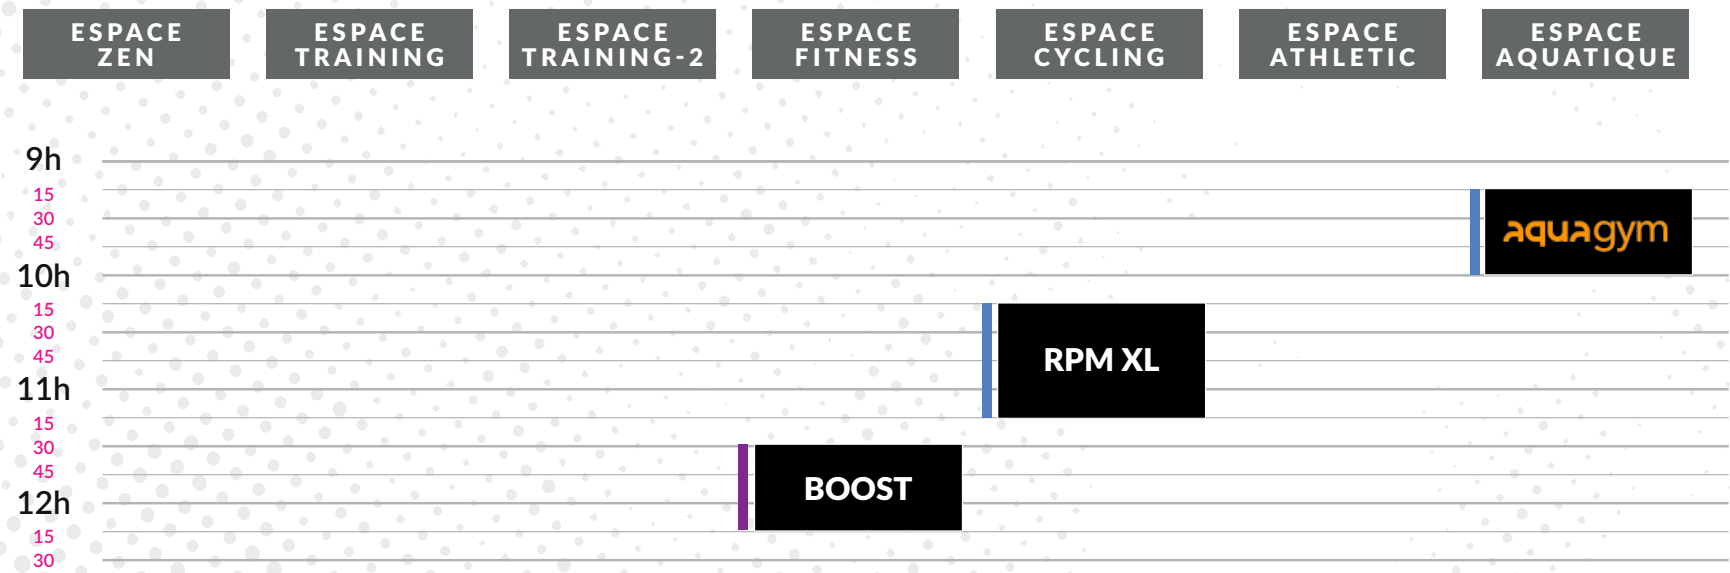 ESPACE
ZEN
ESPACE
TRAINING
ESPACE
TRAINING-2
ESPACE
FITNESS
ESPACE
CYCLING
ESPACE
ATHLETIC
ESPACE
AQUATIQUE
9h
15
30
45
aquagym
10h
15
30
45
RPM XL
11h
15
30
45
BOOST
12h
15
30